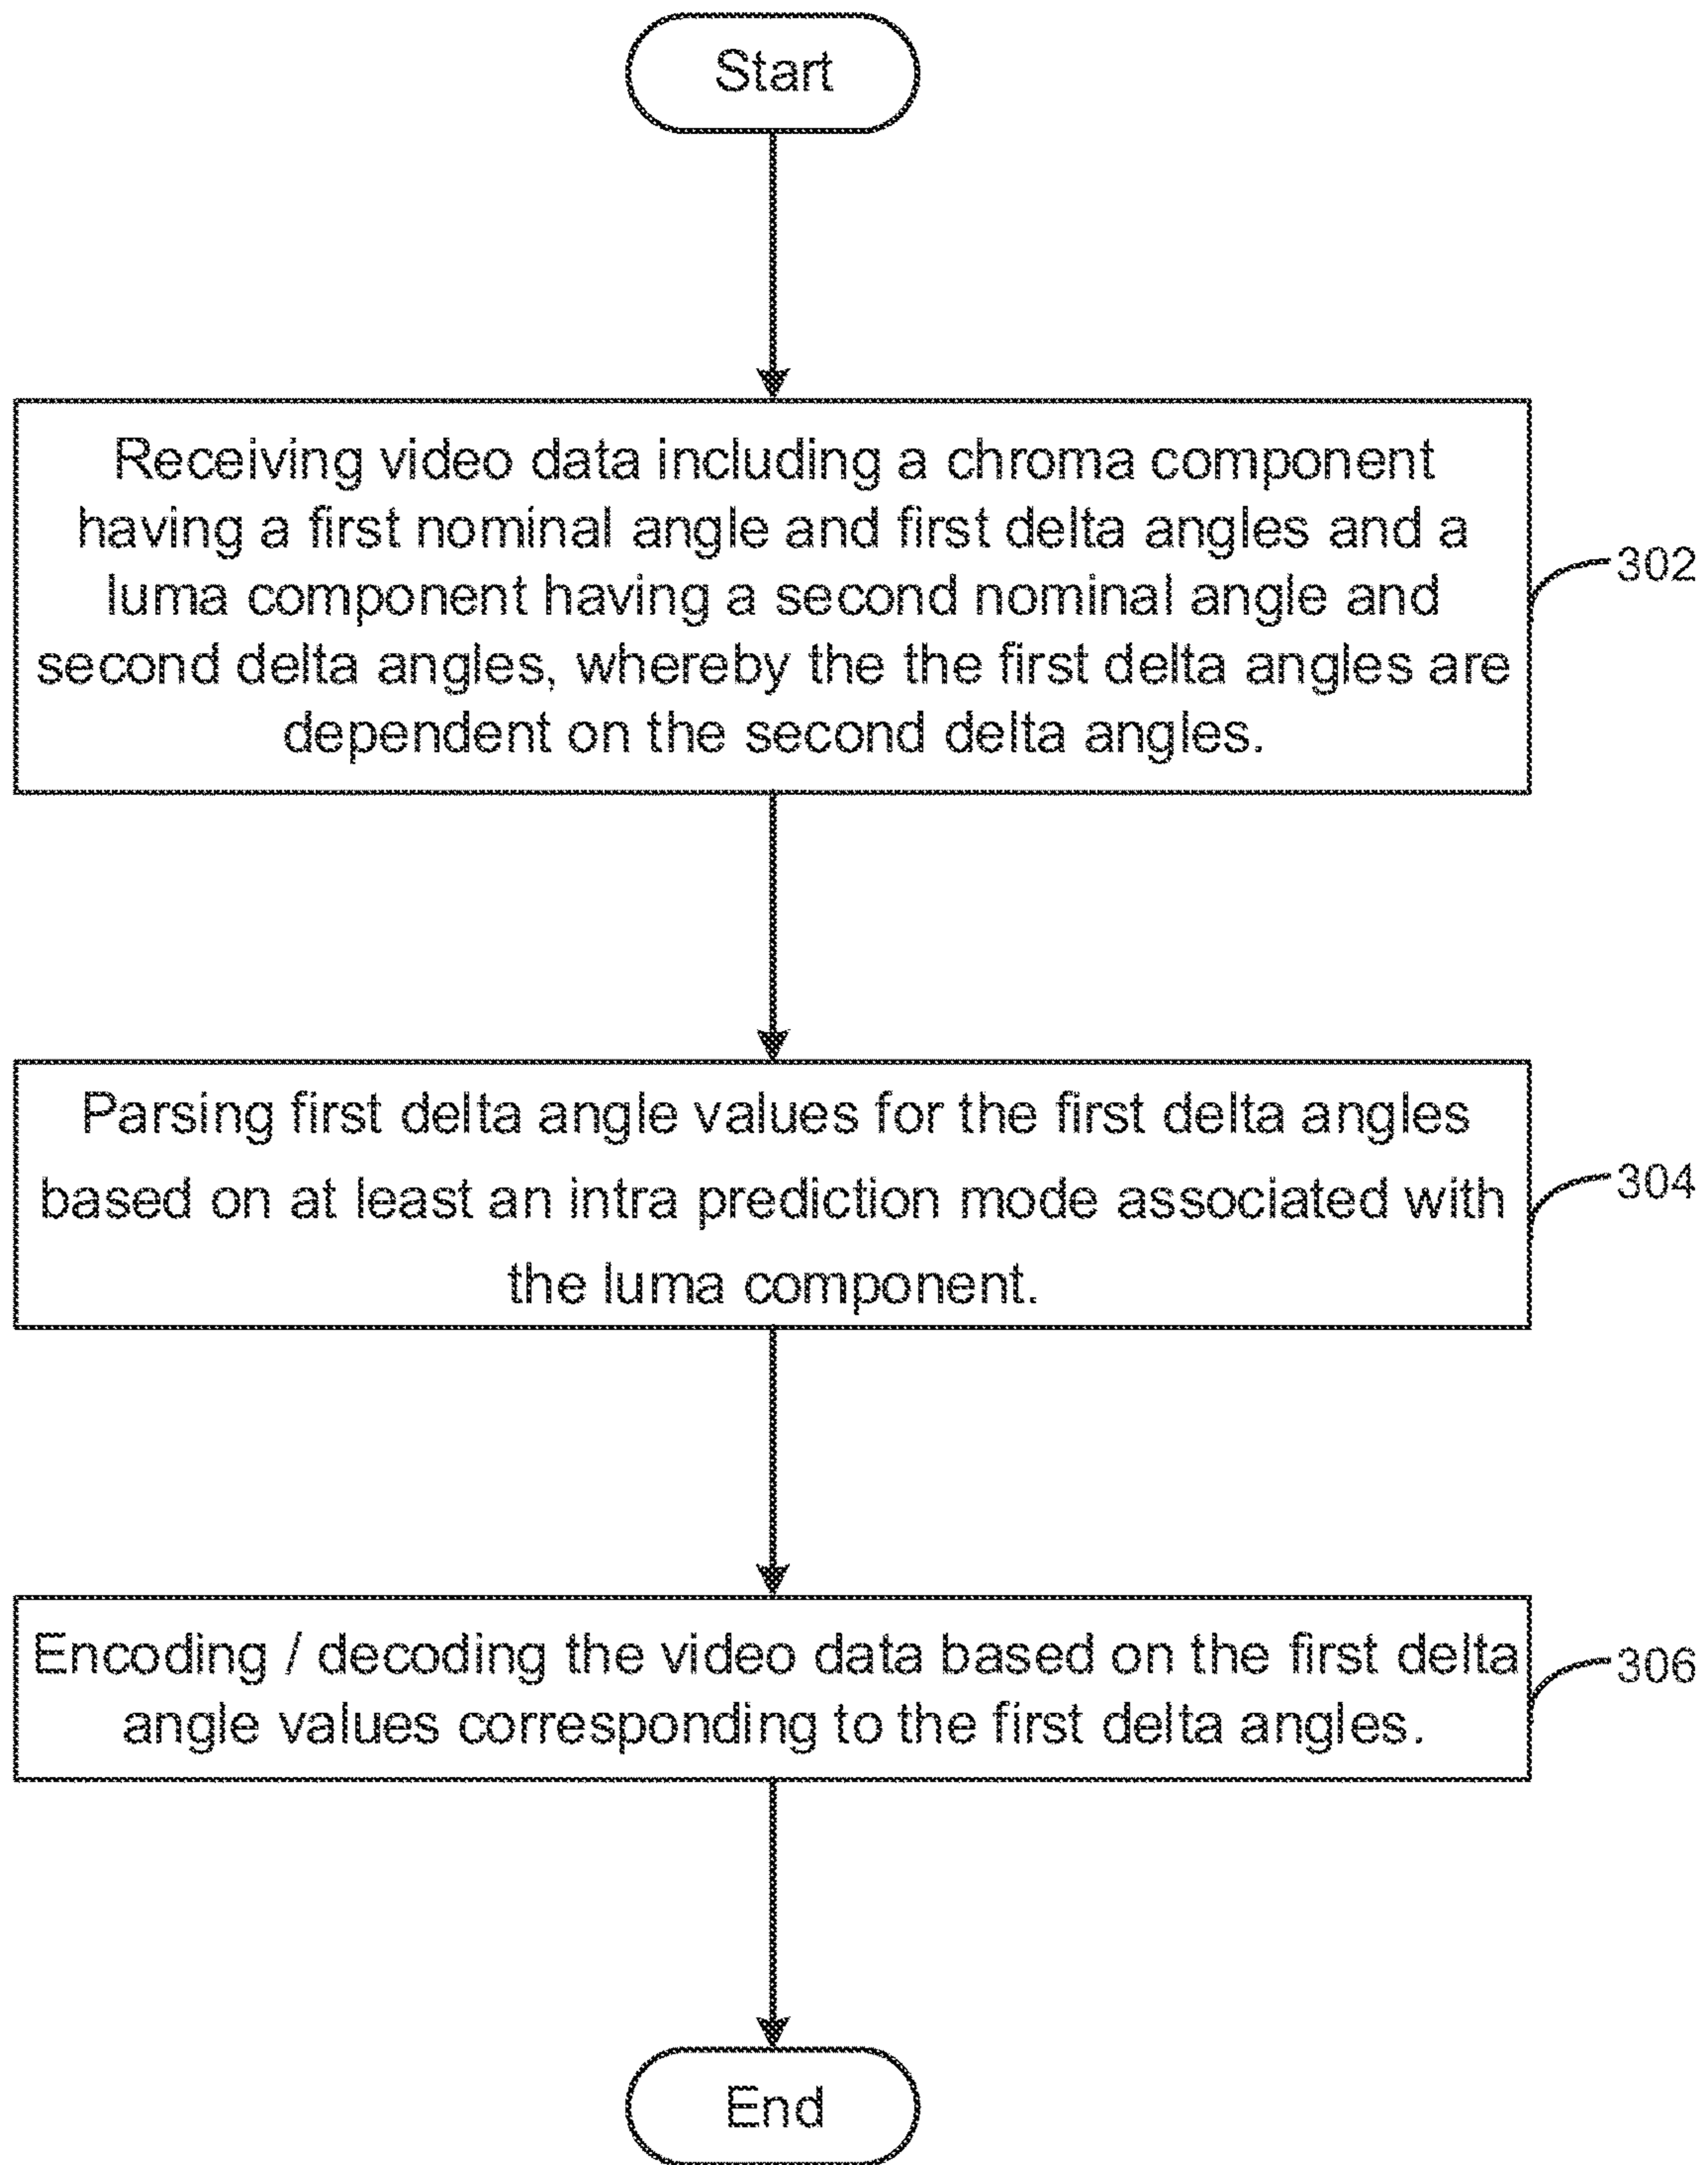 Start
Receiving video data including a chroma component
having a first nominal angle and first delta angles and a
luma component having a second nominal angle and
second delta angles, whereby the the first delta angles are
dependent on the second delta angles.
302
Parsing first delta angle values for the first delta angles
based on at least an intra prediction mode associated with
the luma component.
304
Encoding / decoding the video data based on the first delta
angle values corresponding to the first delta angles.
306
End